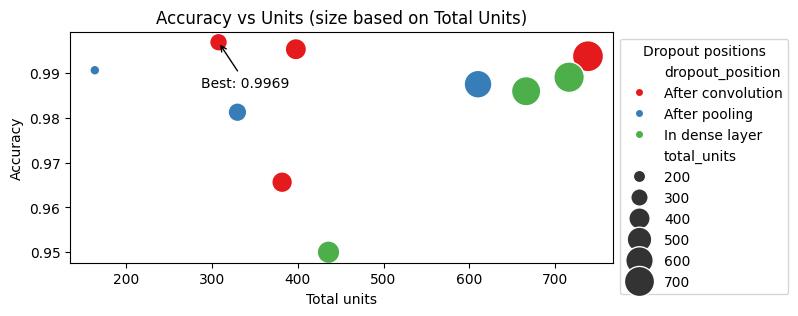 Accuracy vs Units (size based on Total Units)
Accuracy
0.99
0.98
0.97
0.96
0.95
Best: 0.9969
200
300
400
500
600
700
Total units
Dropout positions
dropout_position
After convolution
After pooling
In dense layer
total_units
200
300
400
500
600
700